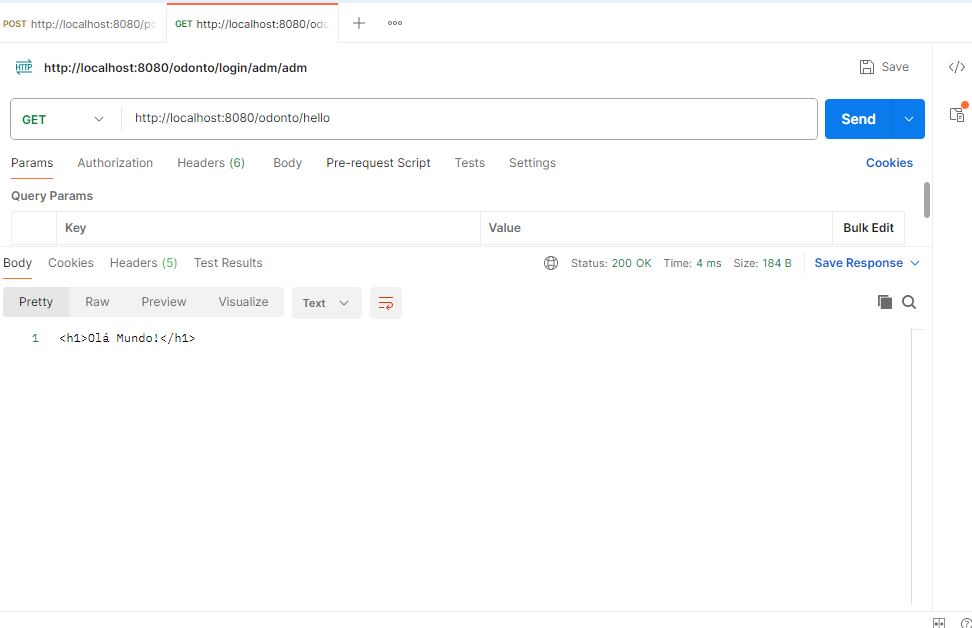 POST http://localhost:8080/po
GET http://localhost:8080/odo
HTTP http://localhost:8080/odonto/login/adm/adm
Save
GET http://localhost:8080/odonto/hello
Send
Params Authorization Headers (6) Body Pre-request Script Tests Settings Cookies
Query Params
Key Value Bulk Edit
Body Cookies Headers (5) Test Results Status: 200 OK Time: 4 ms Size: 184 B Save Response
Pretty Raw Preview Visualize Text
1 <h1>Olá Mundo!</h1>